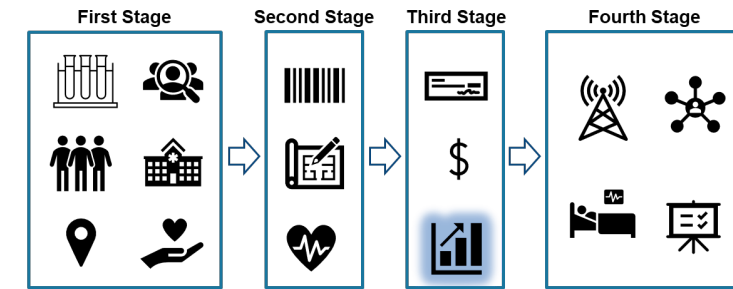 First Stage
Second Stage
Third Stage
Fourth Stage
$